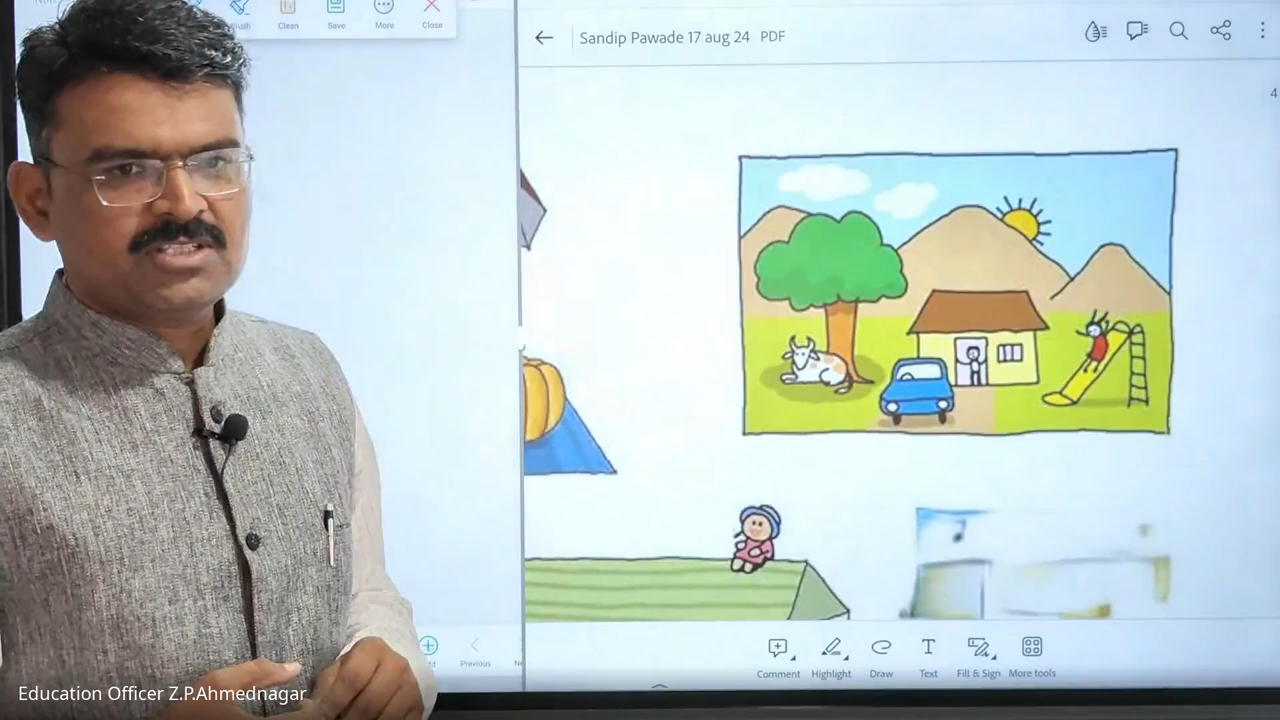 Clean
Save
More
Close
Sandip Pawade 17 aug 24 PDF
4
Previous
Comment
Highlight
Draw
Text
Fill & Sign
More tools
Education Officer Z.P.Ahmednagar